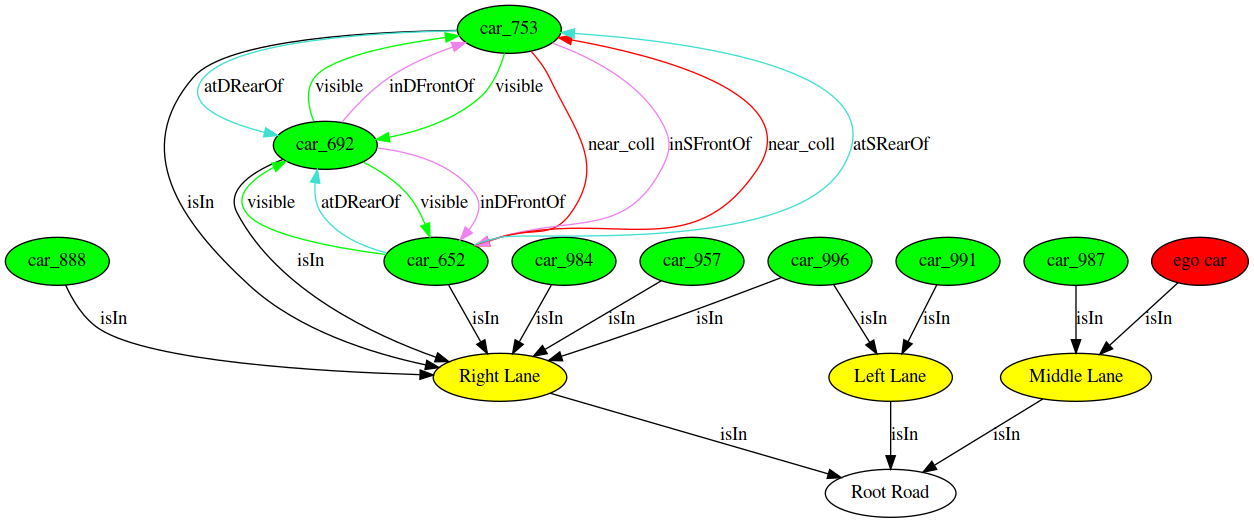 car_753
atDRearOf visible inDFrontOf visible
car_692 near_coll inSFrontOf near_coll atSRearOf
isIn visible atDRearOf visible inDFrontOf
car_888 isIn car_652 car_984 car_957 car_996 car_991 car_987 ego car
isIn isIn isIn isIn isIn isIn isIn isIn isIn
Right Lane Left Lane Middle Lane
isIn isIn isIn
Root Road